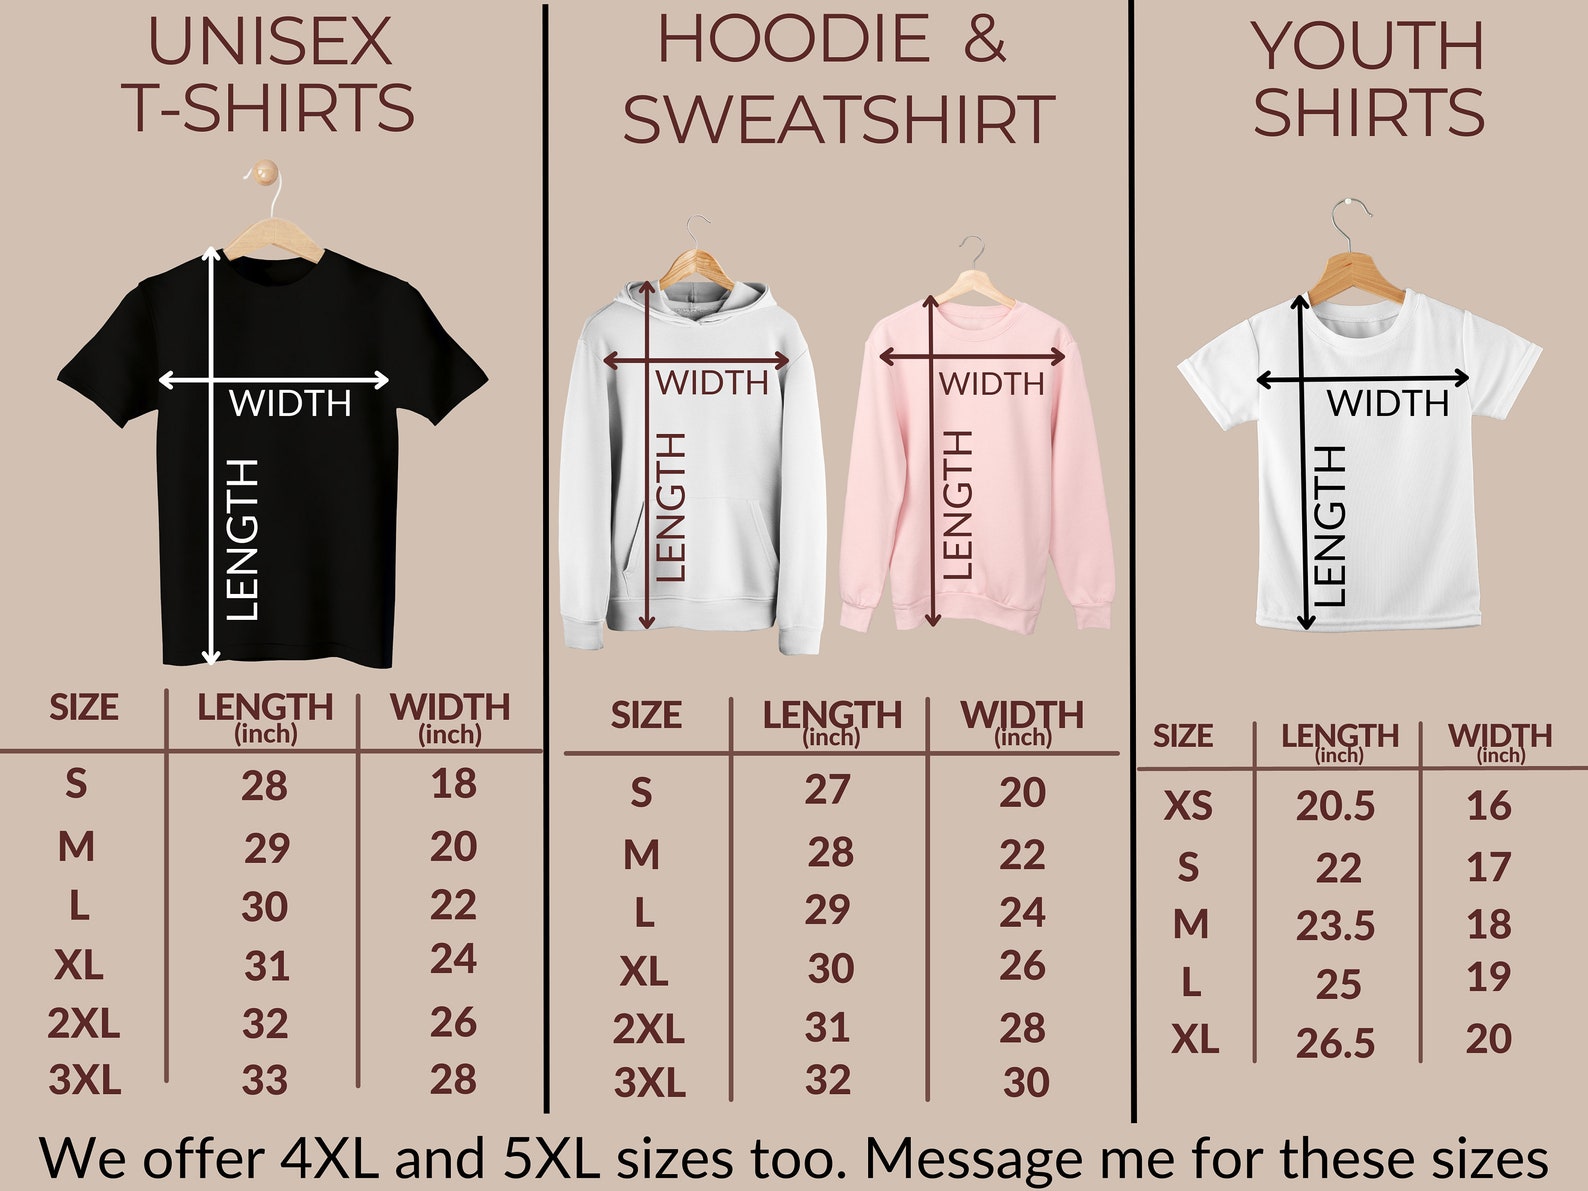 UNISEX
T-SHIRTS
WIDTH
LENGTH
SIZE LENGTH WIDTH
(inch) (inch)
S 28 18
M 29 20
L 30 22
XL 31 24
2XL 32 26
3XL 33 28
HOODIE &
SWEATSHIRT
WIDTH
LENGTH
WIDTH
LENGTH
SIZE LENGTH WIDTH
(inch) (inch)
S 27 20
M 28 22
L 29 24
XL 30 26
2XL 31 28
3XL 32 30
YOUTH
SHIRTS
WIDTH
LENGTH
SIZE LENGTH WIDTH
(inch) (inch)
XS 20.5 16
S 22 17
M 23.5 18
L 25 19
XL 26.5 20
We offer 4XL and 5XL sizes too. Message me for these sizes